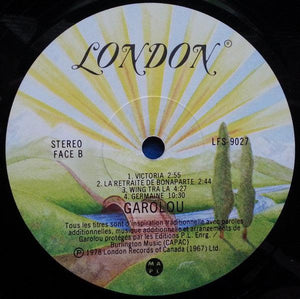 LONDON®
STEREO
FACE B
LFS-9027
1. VICTORIA 2:55
2. LA RETRAITE DE BONAPARTE 2:44
3. WING TRA LA 4:27
4. GERMAINE 10:30
GAROLOU
Tous les titres sont d'inspiration traditionnelle avec paroles
additionnelles, musique additionnelle et arrangements de
Garolou protégés par les Editions P.L. Enrg. /
Burlington Music (CAPAC)
℗ 1978 London Records of Canada (1967) Ltd.